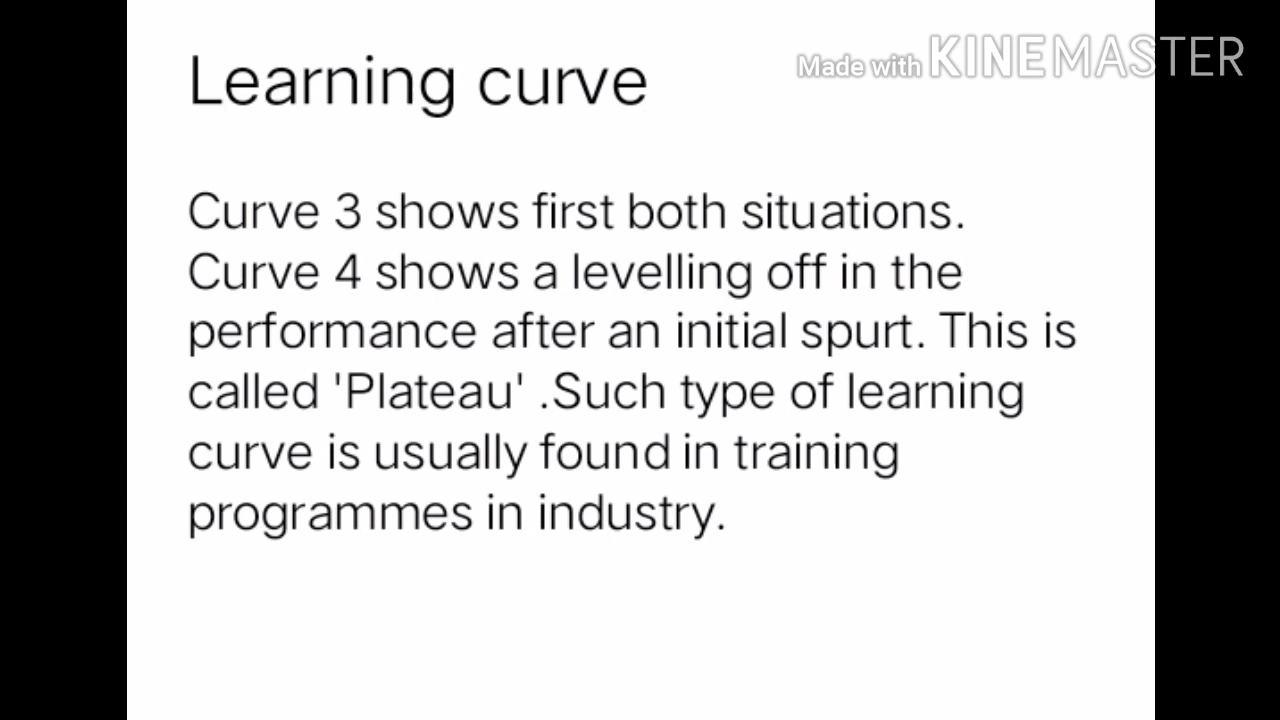 Learning curve
Made with KINEMASTER
Curve 3 shows first both situations.
Curve 4 shows a levelling off in the
performance after an initial spurt. This is
called 'Plateau' .Such type of learning
curve is usually found in training
programmes in industry.